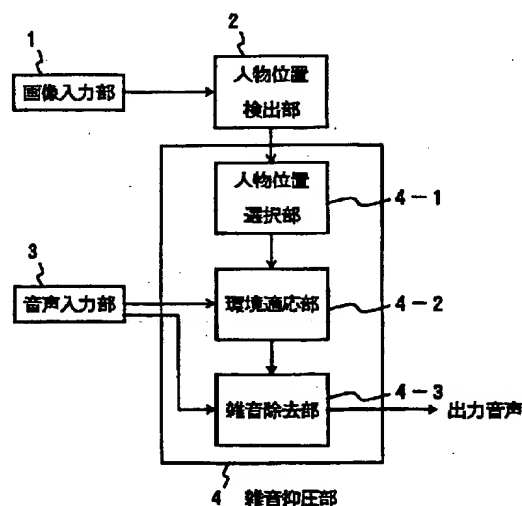 1
画像入力部
2
人物位置
検出部
人物位置
選択部
4-1
3
音声入力部
環境適応部
4-2
雑音除去部
4-3
出力音声
4 雑音抑圧部